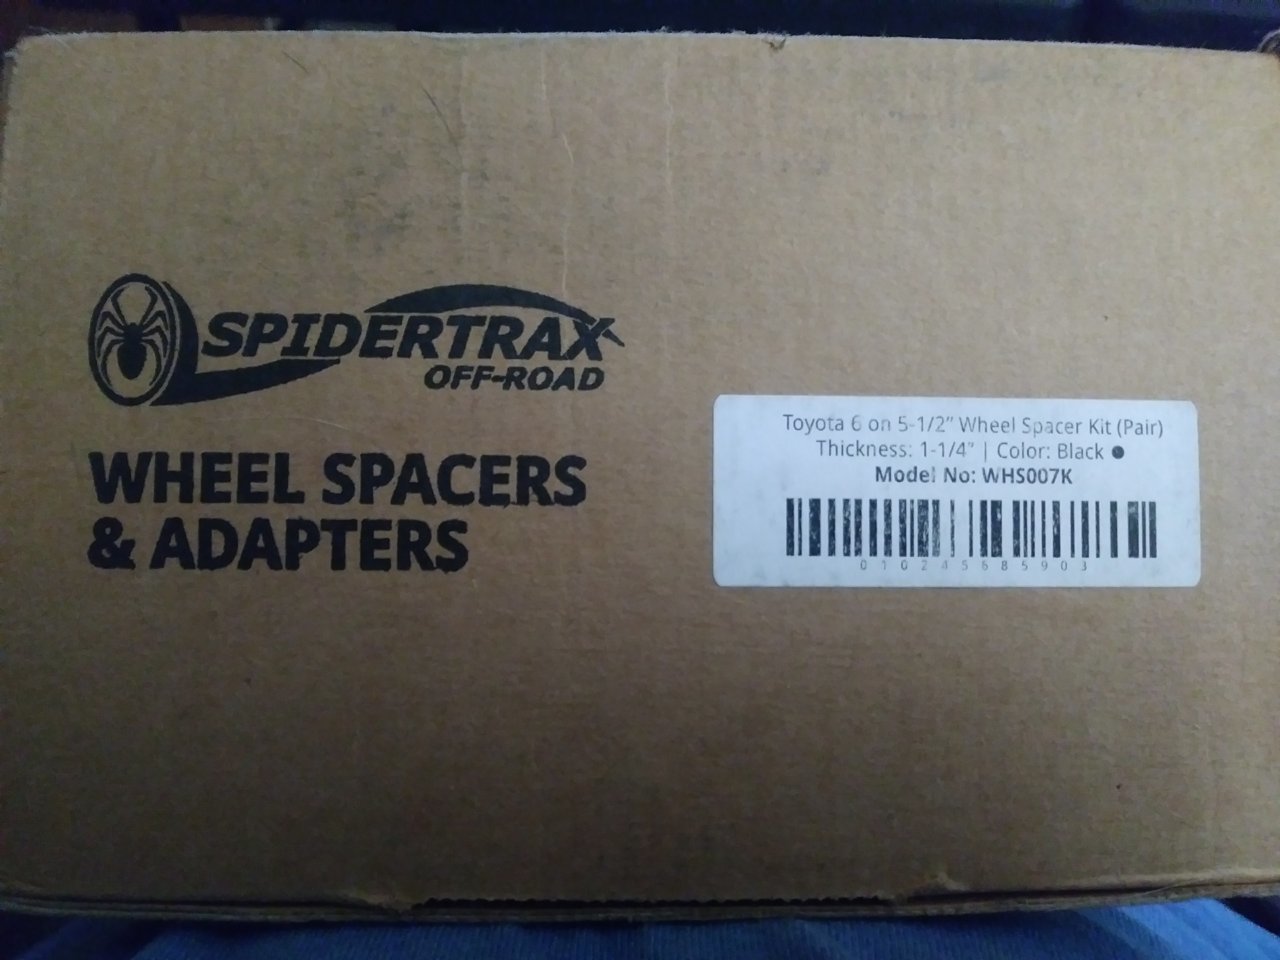 SPIDERTRAX
OFF-ROAD
WHEEL SPACERS
& ADAPTERS
Toyota 6 on 5-1/2" Wheel Spacer Kit (Pair)
Thickness: 1-1/4" | Color: Black ●
Model No: WHS007K
010245685903